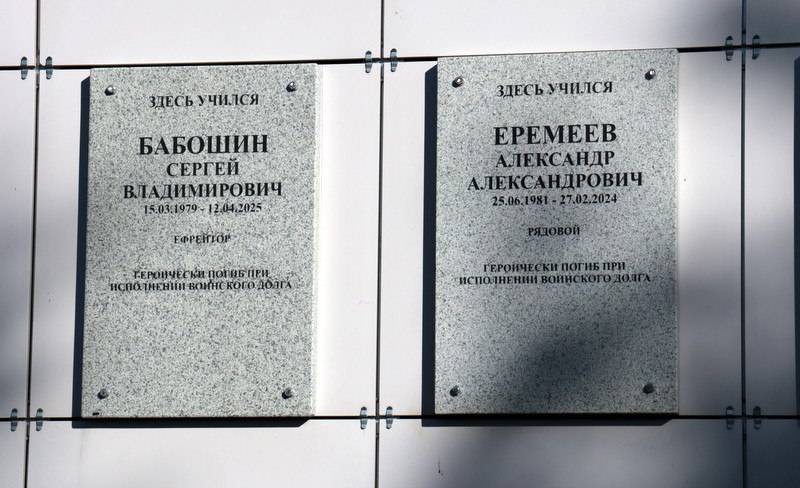 ЗДЕСЬ УЧИЛСЯ
БАБОШИН
СЕРГЕЙ
ВЛАДИМИРОВИЧ
15.03.1979 - 12.04.2025
ЕФРЕЙТОР
ГЕРОИЧЕСКИ ПОГИБ ПРИ
ИСПОЛНЕНИИ ВОИНСКОГО ДОЛГА
ЗДЕСЬ УЧИЛСЯ
ЕРЕМЕЕВ
АЛЕКСАНДР
АЛЕКСАНДРОВИЧ
25.06.1981 - 27.02.2024
РЯДОВОЙ
ГЕРОИЧЕСКИ ПОГИБ ПРИ
ИСПОЛНЕНИИ ВОИНСКОГО ДОЛГА